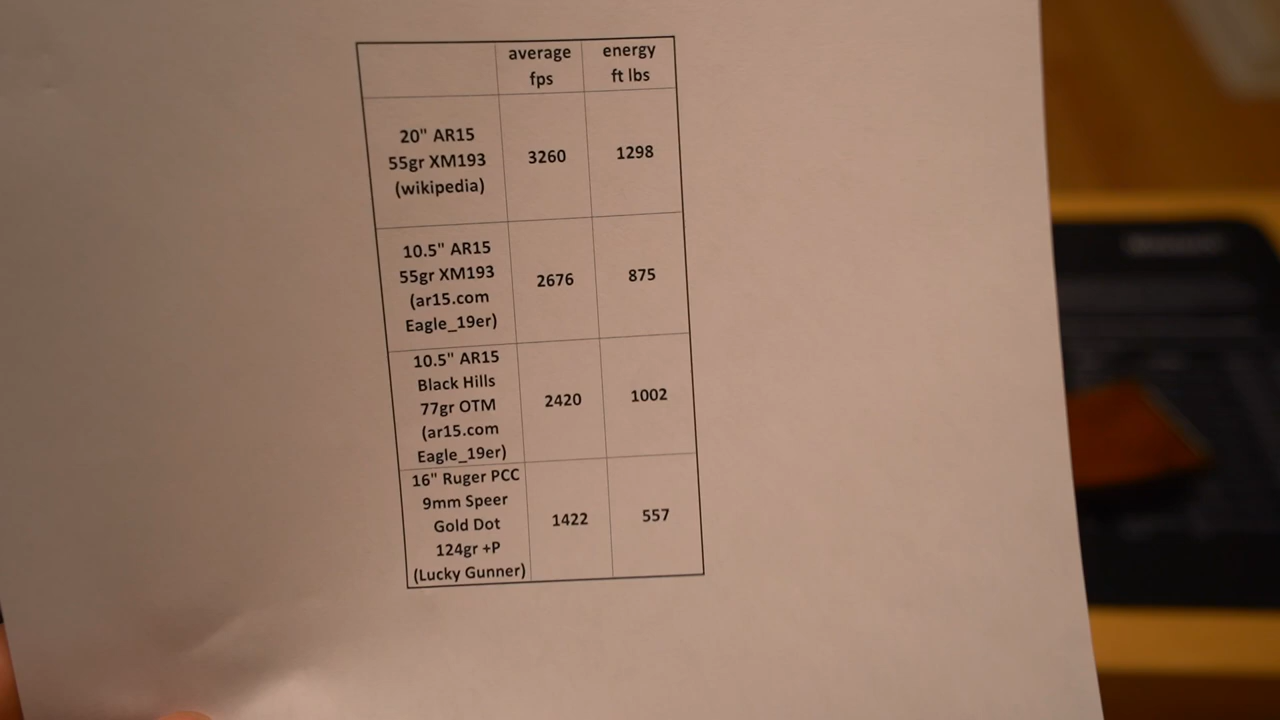 average
fps
energy
ft lbs
20" AR15
55gr XM193
(wikipedia)
3260
1298
10.5" AR15
55gr XM193
(ar15.com
Eagle_19er)
2676
875
10.5" AR15
Black Hills
77gr OTM
(ar15.com
Eagle_19er)
2420
1002
16" Ruger PCC
9mm Speer
Gold Dot
124gr +P
(Lucky Gunner)
1422
557